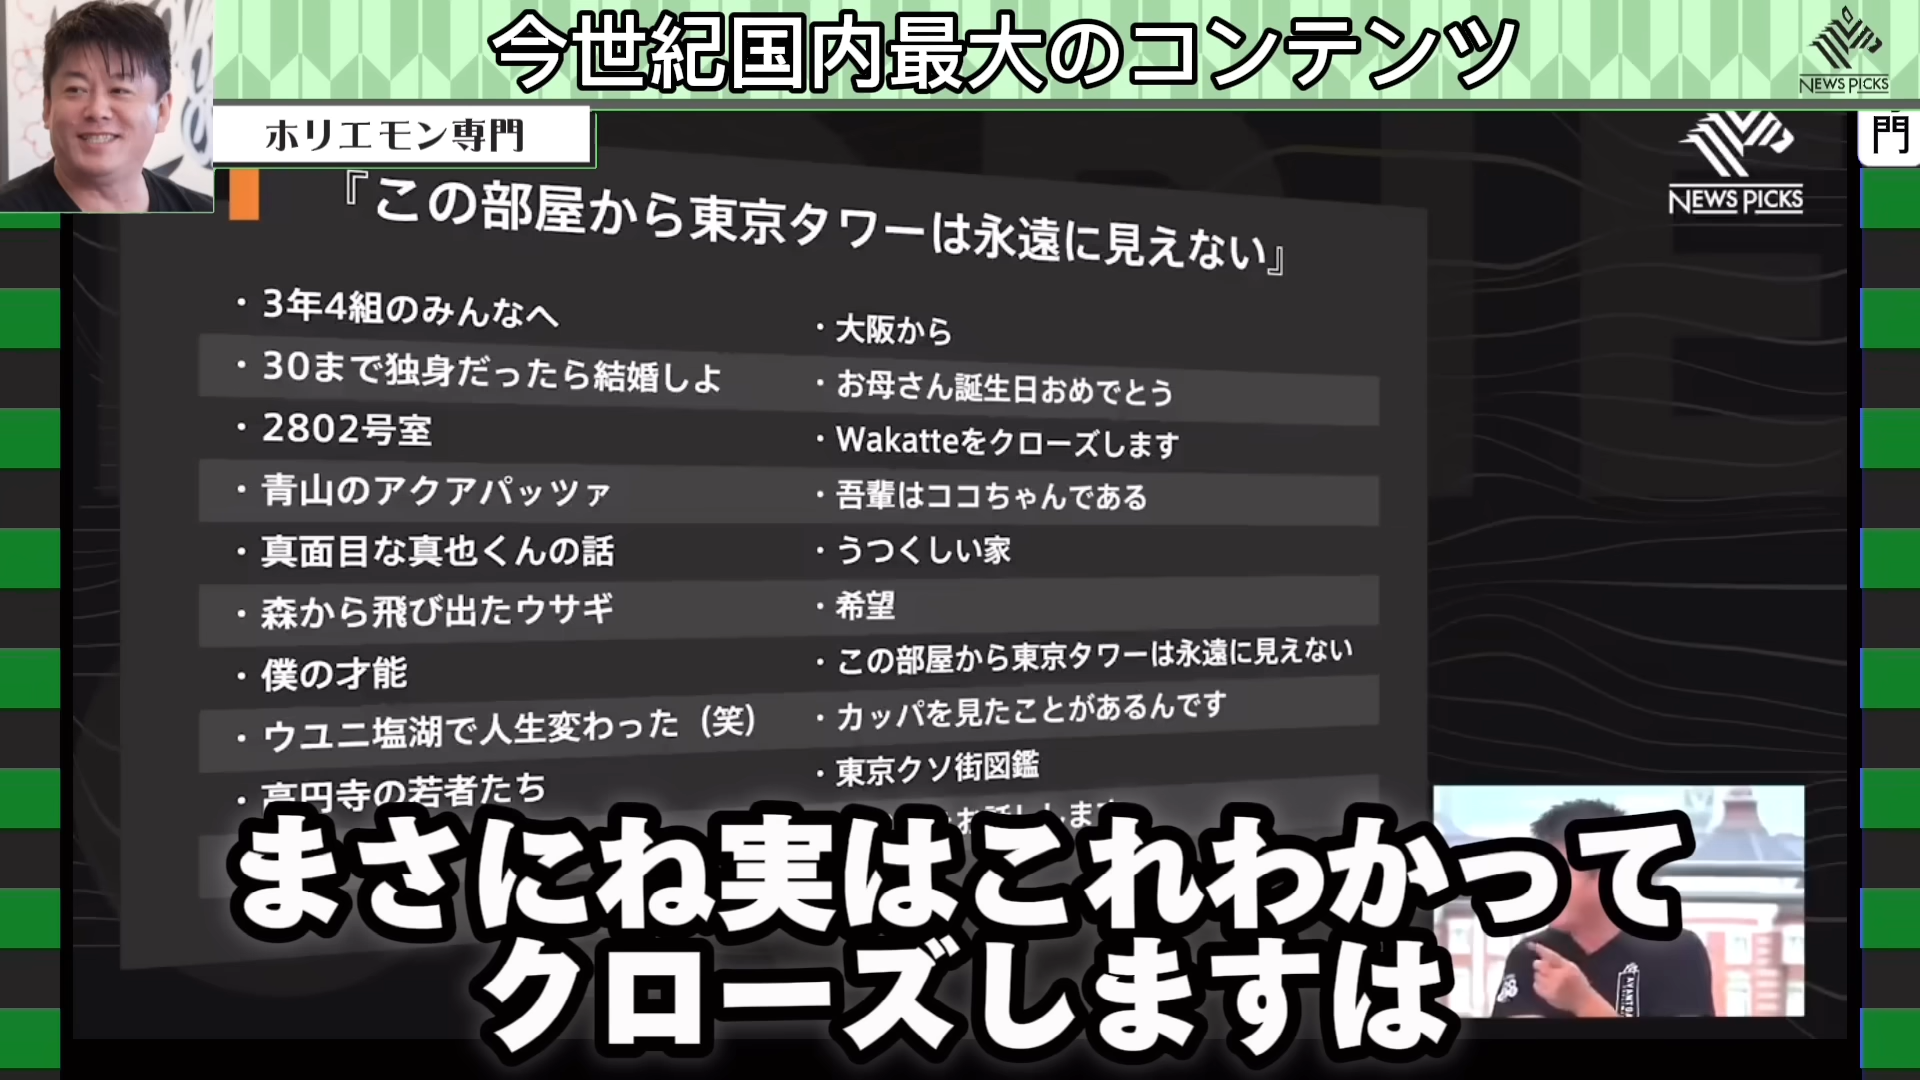 今世紀国内最大のコンテンツ
NEWS PICKS
ホリエモン専門
門
NEWS PICKS
『この部屋から東京タワーは永遠に見えない』
・3年4組のみんなへ
・30まで独身だったら結婚しよ
・2802号室
・青山のアクアパッツァ
・真面目な真也くんの話
・森から飛び出たウサギ
・僕の才能
・ウユニ塩湖で人生変わった（笑）
・高円寺の若者たち
・大阪から
・お母さん誕生日おめでとう
・Wakatteをクローズします
・吾輩はココちゃんである
・うつくしい家
・希望
・この部屋から東京タワーは永遠に見えない
・カッパを見たことがあるんです
・東京クソ街図鑑
まさにね実はこれわかって
クローズしますは